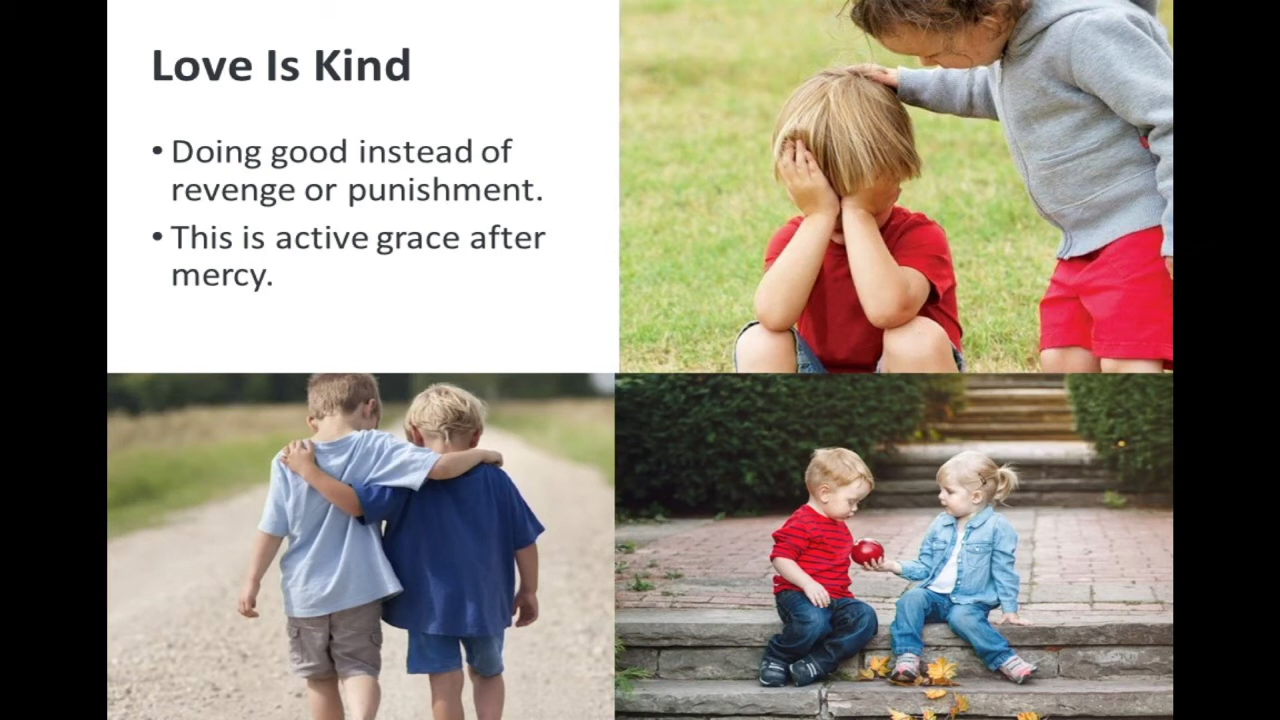 Love Is Kind
• Doing good instead of
revenge or punishment.
• This is active grace after
mercy.